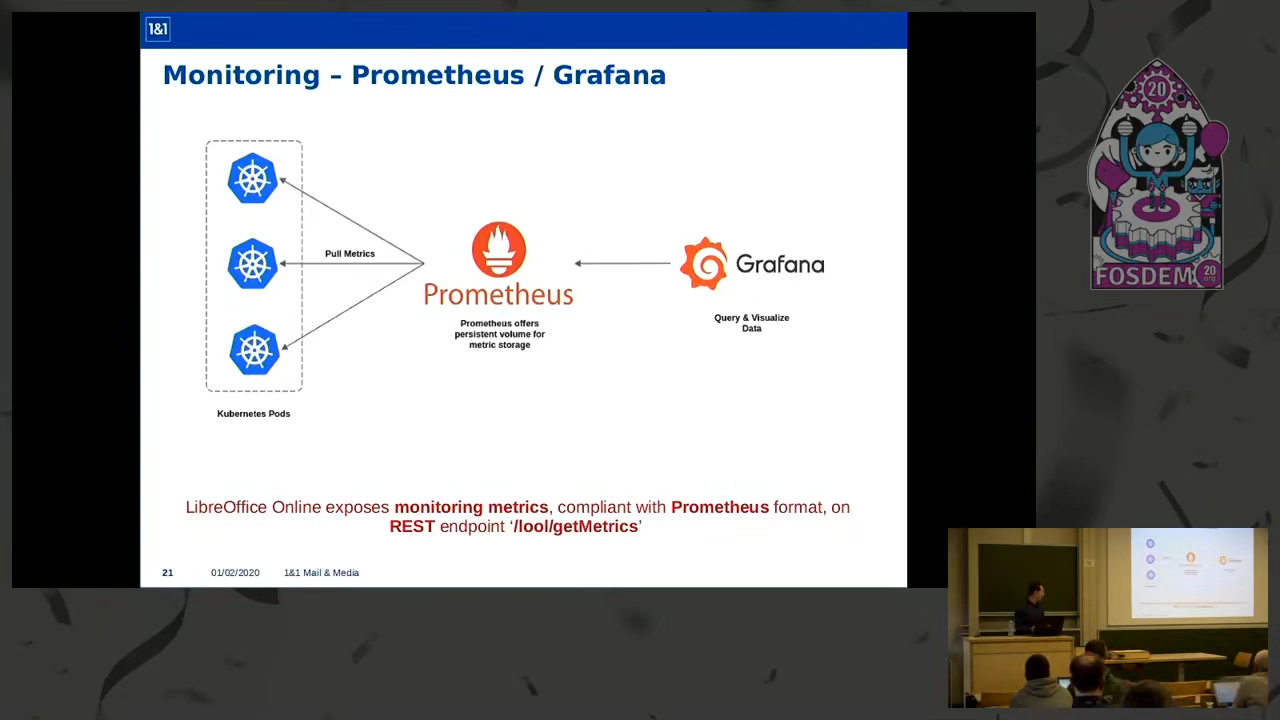 1&1
Monitoring – Prometheus / Grafana
Pull Metrics
Prometheus
Grafana
Prometheus offers
persistent volume for
metric storage
Query & Visualize
Data
Kubernetes Pods
LibreOffice Online exposes monitoring metrics, compliant with Prometheus format, on
REST endpoint ‘/lool/getMetrics’
21
01/02/2020
1&1 Mail & Media
20
FOSDEM
20
.org